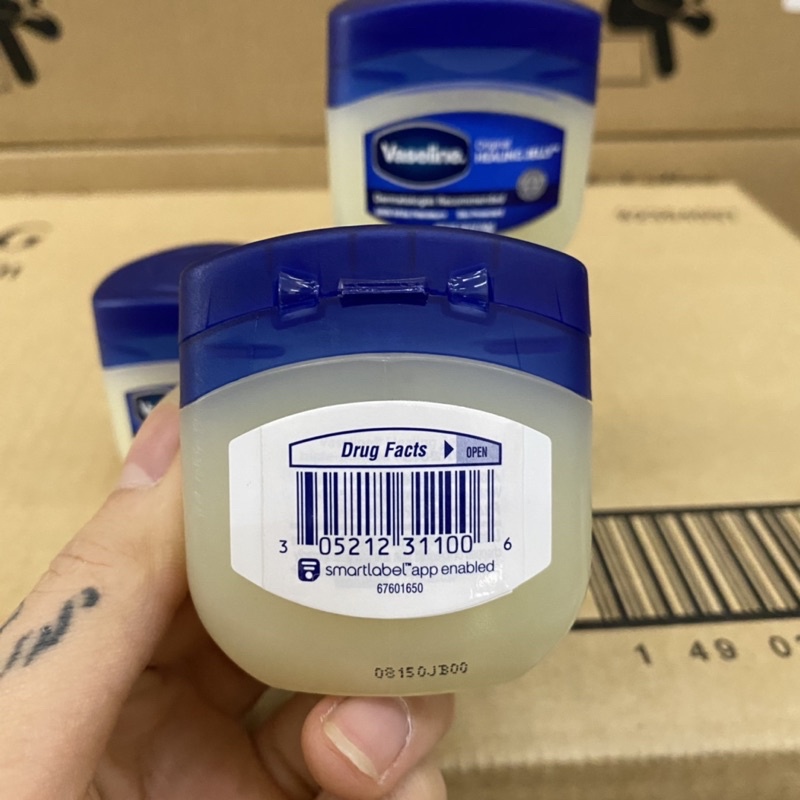 Vaseline.
Original
HEALING JELLY
Dermatologist Recommended
Drug Facts OPEN
3 05212 31100 6
smartlabel™ app enabled
67601650
08150JB00
1 49 0